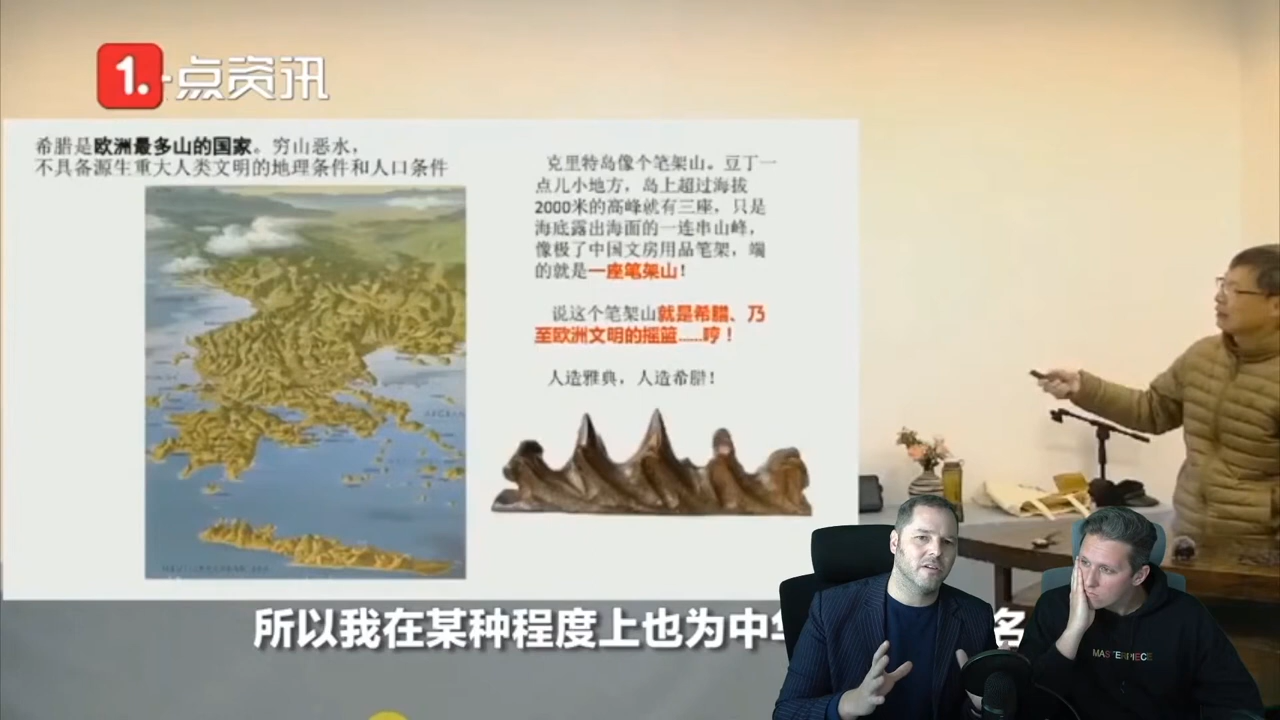 1.
一点资讯
希腊是欧洲最多山的国家。穷山恶水，
不具备源生重大人类文明的地理条件和人口条件
克里特岛像个笔架山。豆丁一
点儿小地方，岛上超过海拔
2000米的高峰就有三座，只是
海底露出海面的一连串山峰，
像极了中国文房用品笔架，端
的就是一座笔架山！
说这个笔架山就是希腊、乃
至欧洲文明的摇篮……哼！
人造雅典，人造希腊！
所以我在某种程度上也为中华
名
MASTERPIECE